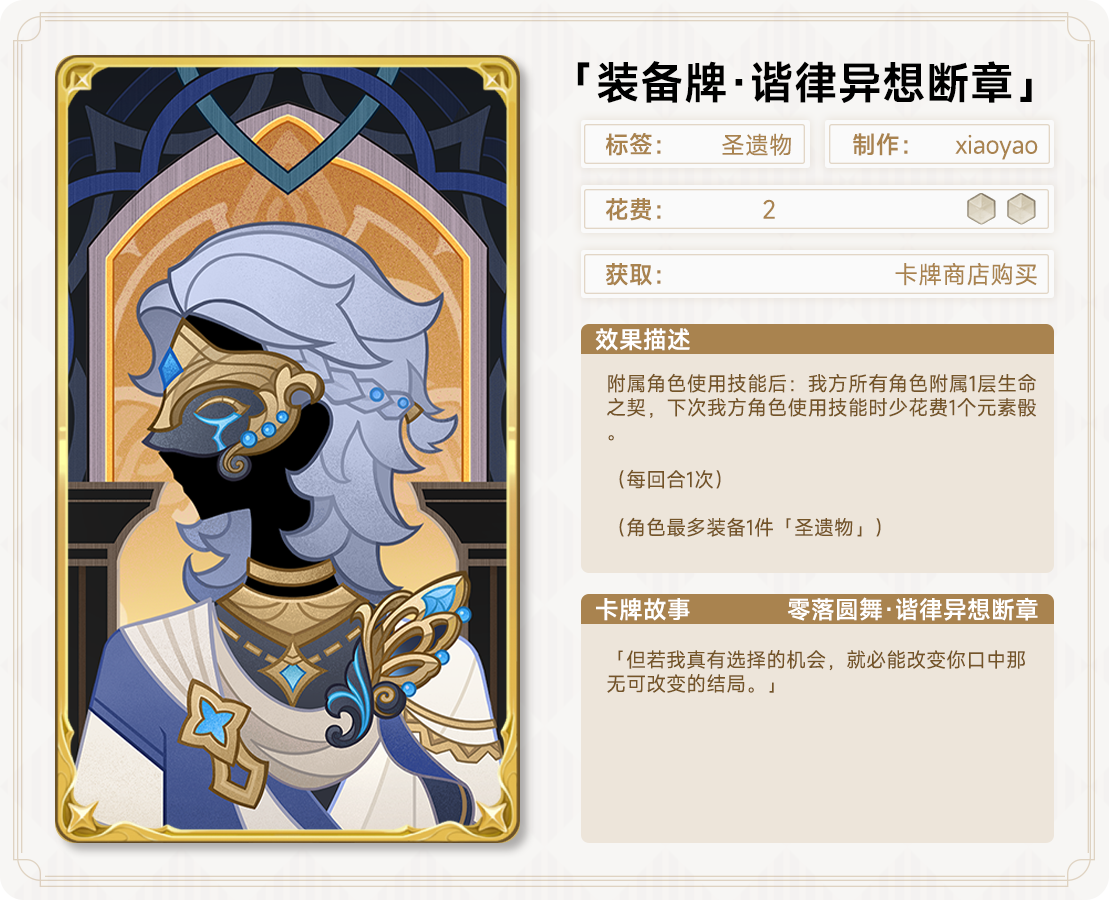 「装备牌·谐律异想断章」
标签： 圣遗物 制作： xiaoyao
花费： 2
获取： 卡牌商店购买
效果描述
附属角色使用技能后：我方所有角色附属1层生命
之契，下次我方角色使用技能时少花费1个元素骰
。
（每回合1次）
（角色最多装备1件「圣遗物」）
卡牌故事 零落圆舞·谐律异想断章
「但若我真有选择的机会，就必能改变你口中那
无可改变的结局。」